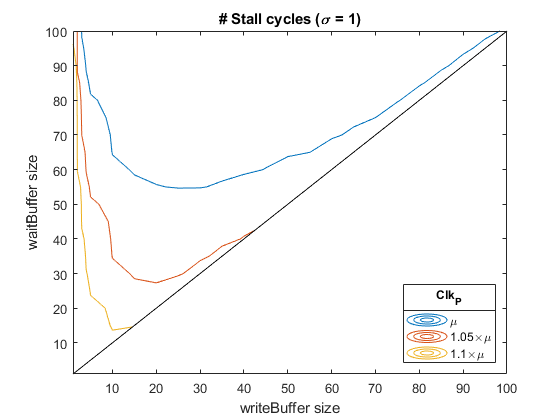 # Stall cycles (σ = 1)
100
90
80
70
60
50
40
30
20
10
waitBuffer size
10 20 30 40 50 60 70 80 90 100
writeBuffer size
Clk_P
μ
1.05×μ
1.1×μ